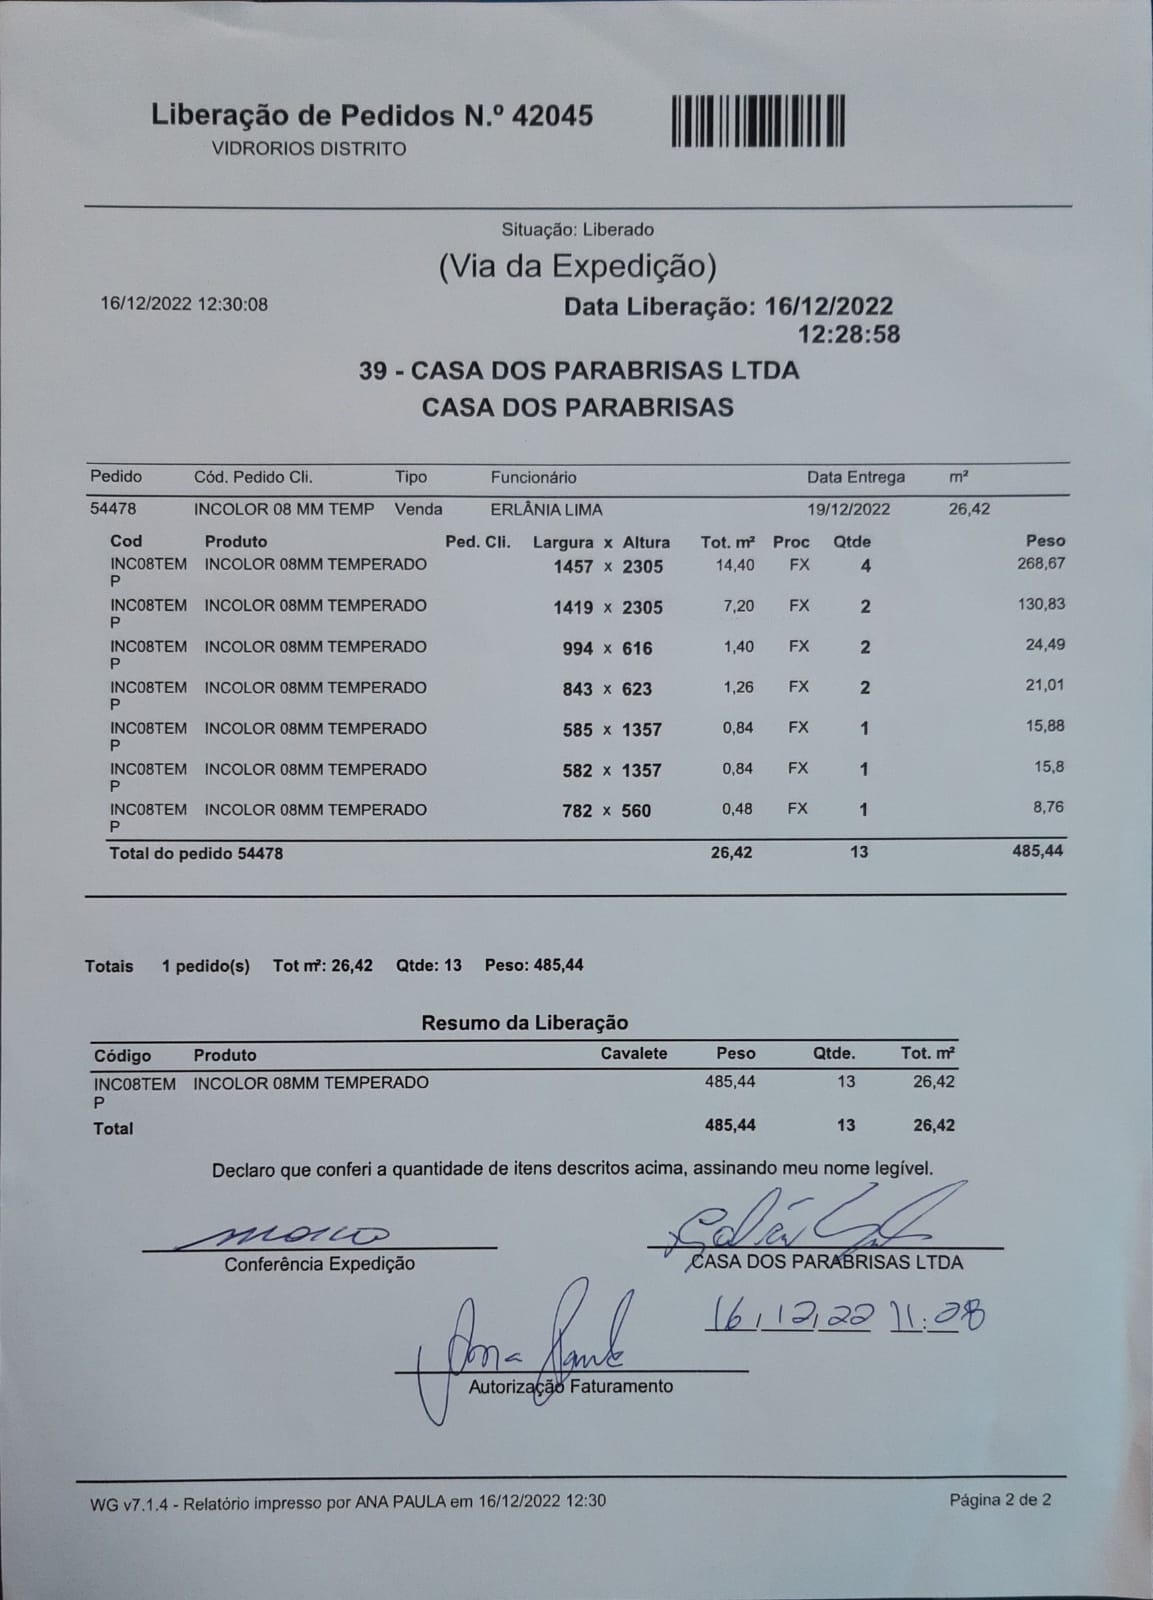 Liberação de Pedidos N.º 42045
VIDRORIOS DISTRITO
Situação: Liberado
(Via da Expedição)
16/12/2022 12:30:08 Data Liberação: 16/12/2022
12:28:58
39 - CASA DOS PARABRISAS LTDA
CASA DOS PARABRISAS
Pedido Cód. Pedido Cli. Tipo Funcionário Data Entrega m²
54478 INCOLOR 08 MM TEMP Venda ERLÂNIA LIMA 19/12/2022 26,42
Cod Produto Ped. Cli. Largura x Altura Tot. m² Proc Qtde Peso
INC08TEM INCOLOR 08MM TEMPERADO 1457 x 2305 14,40 FX 4 268,67
P
INC08TEM INCOLOR 08MM TEMPERADO 1419 x 2305 7,20 FX 2 130,83
P
INC08TEM INCOLOR 08MM TEMPERADO 994 x 616 1,40 FX 2 24,49
P
INC08TEM INCOLOR 08MM TEMPERADO 843 x 623 1,26 FX 2 21,01
P
INC08TEM INCOLOR 08MM TEMPERADO 585 x 1357 0,84 FX 1 15,88
P
INC08TEM INCOLOR 08MM TEMPERADO 582 x 1357 0,84 FX 1 15,8
P
INC08TEM INCOLOR 08MM TEMPERADO 782 x 560 0,48 FX 1 8,76
P
Total do pedido 54478 26,42 13 485,44
Totais 1 pedido(s) Tot m²: 26,42 Qtde: 13 Peso: 485,44
Resumo da Liberação
Código Produto Cavalete Peso Qtde. Tot. m²
INC08TEM INCOLOR 08MM TEMPERADO 485,44 13 26,42
P
Total 485,44 13 26,42
Declaro que conferi a quantidade de itens descritos acima, assinando meu nome legível.
Conferência Expedição CASA DOS PARABRISAS LTDA
16,12,22 11:28
Ana Paula
Autorização Faturamento
WG v7.1.4 - Relatório impresso por ANA PAULA em 16/12/2022 12:30 Página 2 de 2